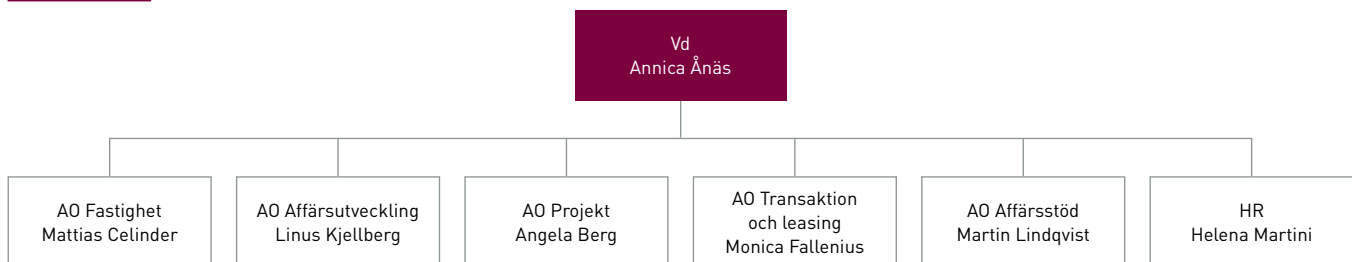 Vd
Annica Ånäs
AO Fastighet
Mattias Celinder
AO Affärsutveckling
Linus Kjellberg
AO Projekt
Angela Berg
AO Transaktion
och leasing
Monica Fallenius
AO Affärsstöd
Martin Lindqvist
HR
Helena Martini